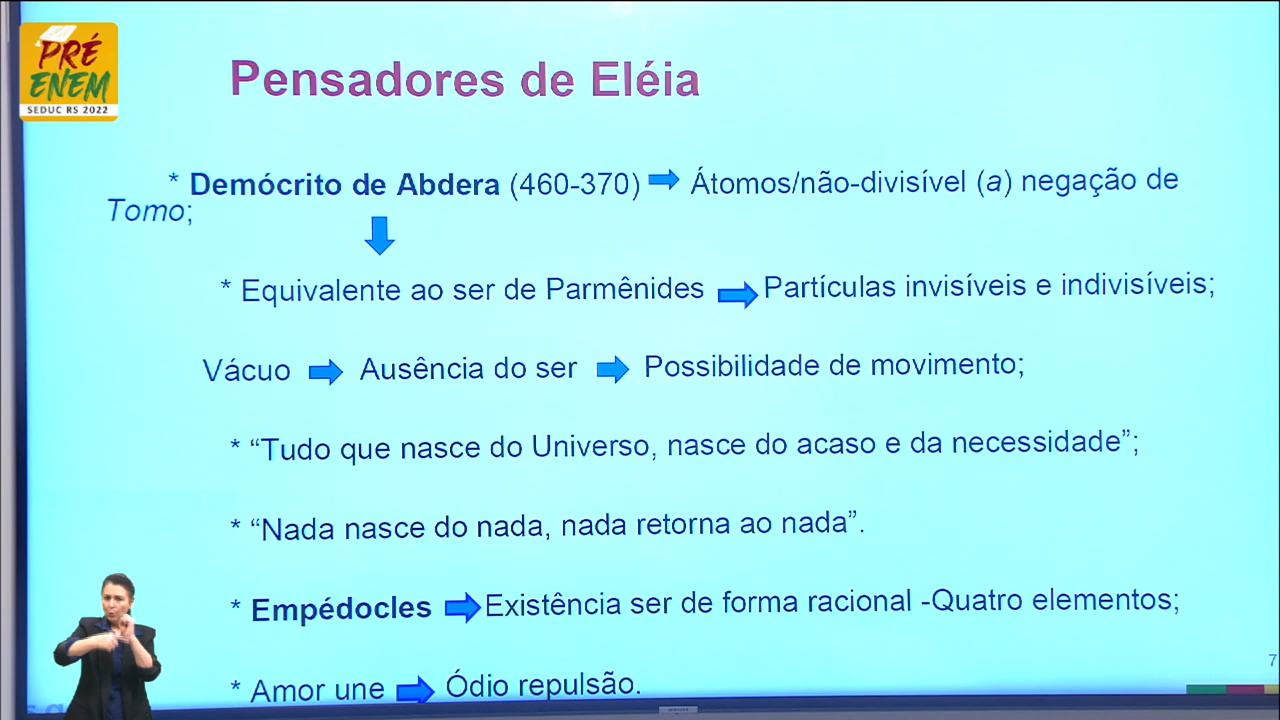 PRÉ
ENEM
SEDUC RS 2022
Pensadores de Eléia
* Demócrito de Abdera (460-370) Átomos/não-divisível (a) negação de
Tomo;
* Equivalente ao ser de Parmênides Partículas invisíveis e indivisíveis;
Vácuo Ausência do ser Possibilidade de movimento;
* “Tudo que nasce do Universo, nasce do acaso e da necessidade”;
* “Nada nasce do nada, nada retorna ao nada”.
* Empédocles Existência ser de forma racional -Quatro elementos;
* Amor une Ódio repulsão.
7